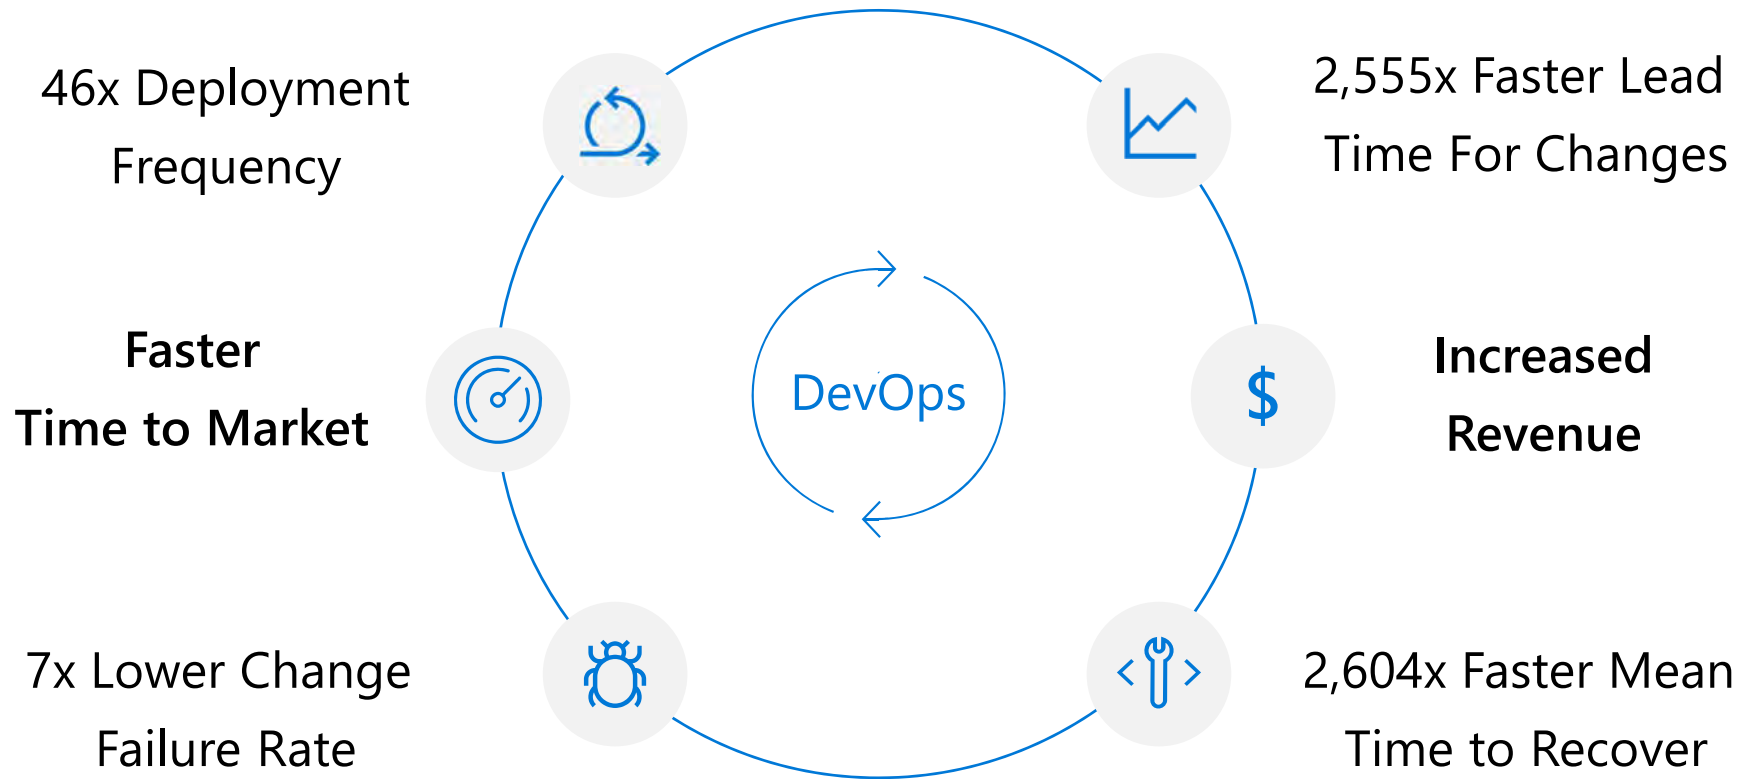 46x Deployment
Frequency
2,555x Faster Lead
Time For Changes
Faster
Time to Market
DevOps
$
Increased
Revenue
7x Lower Change
Failure Rate
2,604x Faster Mean
Time to Recover